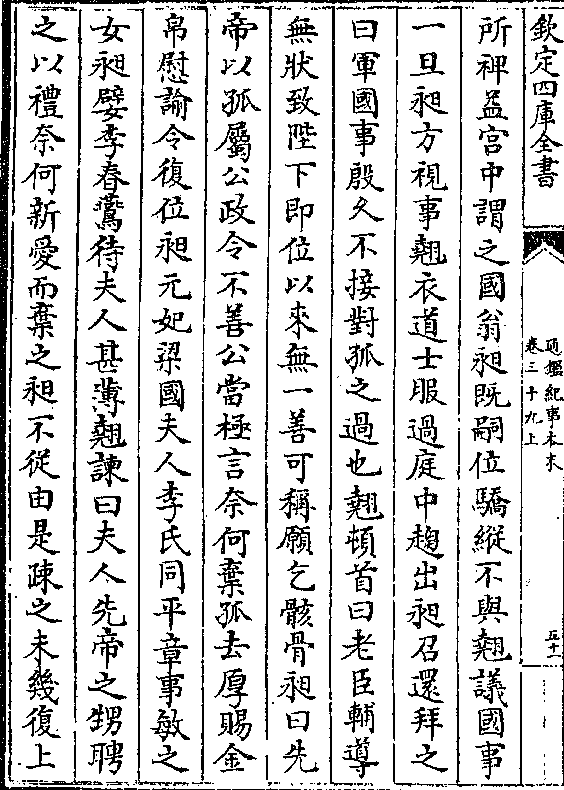 欽定四庫全書
通鑑紀事本末
卷三十九上
五十一
所裨益宫中謂之國翁昶既嗣位驕縱不與翹議國事
一旦昶方視事翹衣道士服過庭中趨出昶召還拜之
曰軍國事殷久不接對孤之過也翹頓首曰老臣輔導
無狀致陛下即位以來無一善可稱願乞骸骨昶曰先
帝以孤屬公政令不善公當極言奈何棄孤去厚賜金
帛慰諭令復位昶元妃梁國夫人李氏同平章事敏之
女昶嬖李春鷰待夫人甚薄翹諫曰夫人先帝之甥聘
之以禮奈何新愛而棄之昶不從由是疎之未幾復上